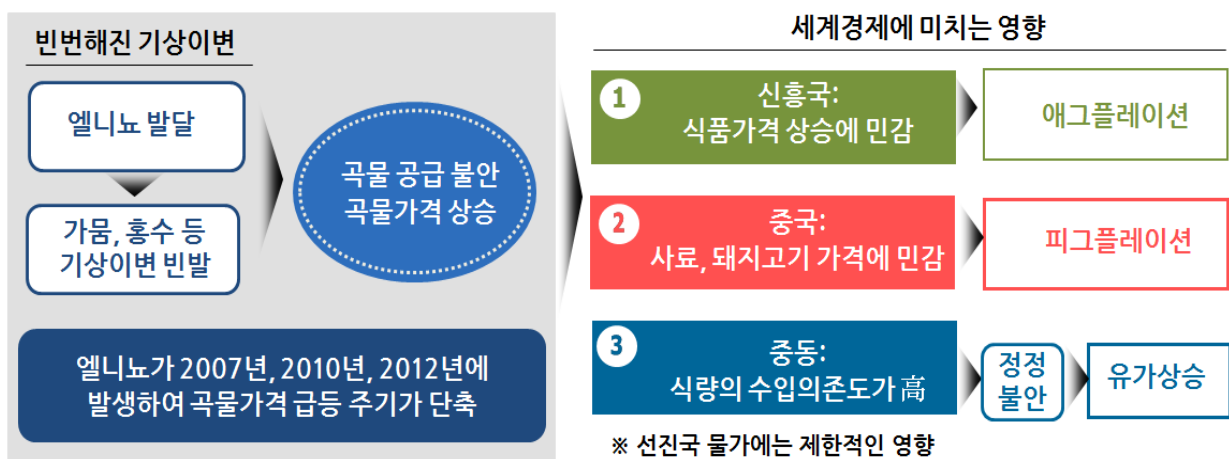 빈번해진 기상이변
엘니뇨 발달
가뭄, 홍수 등
기상이변 빈발
곡물 공급 불안
곡물가격 상승
엘니뇨가 2007년, 2010년, 2012년에
발생하여 곡물가격 급등 주기가 단축
세계경제에 미치는 영향
1
신흥국:
식품가격 상승에 민감
애그플레이션
2
중국:
사료, 돼지고기 가격에 민감
피그플레이션
3
중동:
식량의 수입의존도가 高
정정
불안
유가상승
※ 선진국 물가에는 제한적인 영향